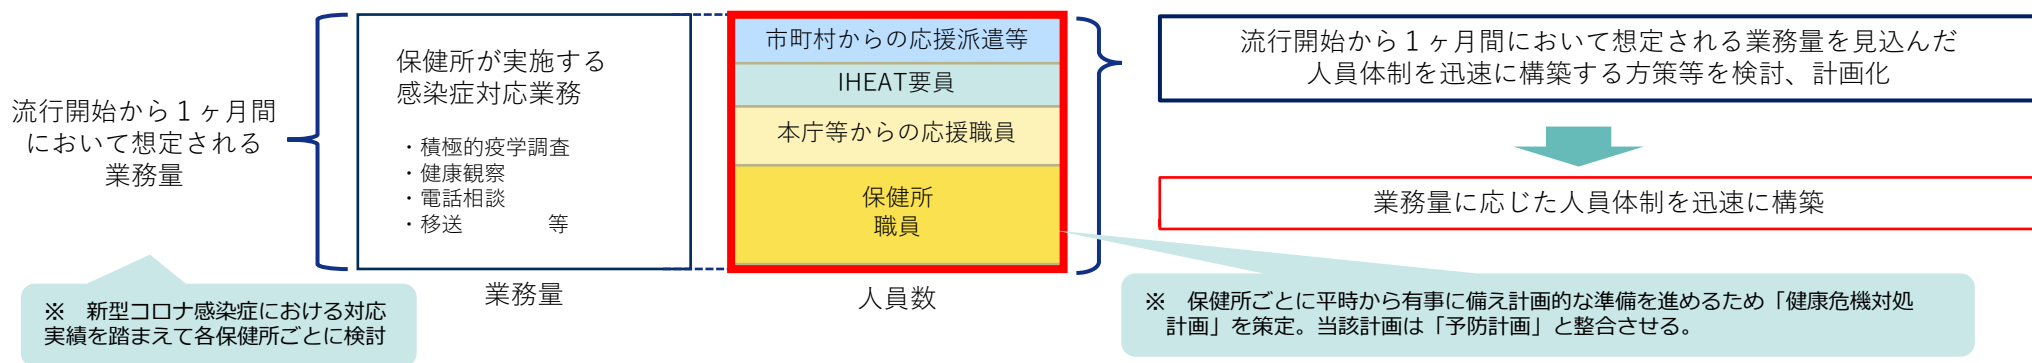 流行開始から１ヶ月間
において想定される
業務量
保健所が実施する
感染症対応業務
・積極的疫学調査
・健康観察
・電話相談
・移送　　　　等
業務量
市町村からの応援派遣等
IHEAT要員
本庁等からの応援職員
保健所
職員
人員数
流行開始から１ヶ月間において想定される業務量を見込んだ
人員体制を迅速に構築する方策等を検討、計画化
業務量に応じた人員体制を迅速に構築
※　新型コロナ感染症における対応
実績を踏まえて各保健所ごとに検討
※　保健所ごとに平時から有事に備え計画的な準備を進めるため「健康危機対処
計画」を策定。当該計画は「予防計画」と整合させる。